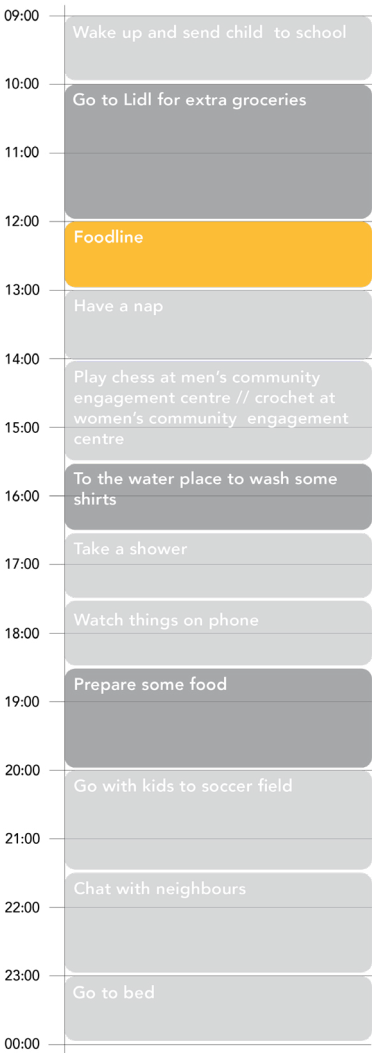 09:00
Wake up and send child  to school
10:00
Go to Lidl for extra groceries
11:00
12:00
Foodline
13:00
Have a nap
14:00
Play chess at men’s community
engagement centre // crochet at
women’s community  engagement
centre
15:00
To the water place to wash some
shirts
16:00
Take a shower
17:00
Watch things on phone
18:00
Prepare some food
19:00
20:00
Go with kids to soccer field
21:00
Chat with neighbours
22:00
23:00
Go to bed
00:00